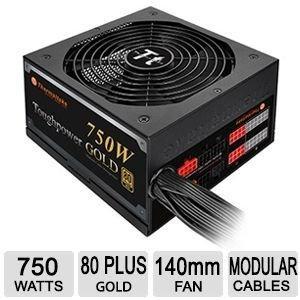 Tt
Thermaltake
Toughpower
750W
GOLD
750
WATTS
80 PLUS
GOLD
140mm
FAN
MODULAR
CABLES